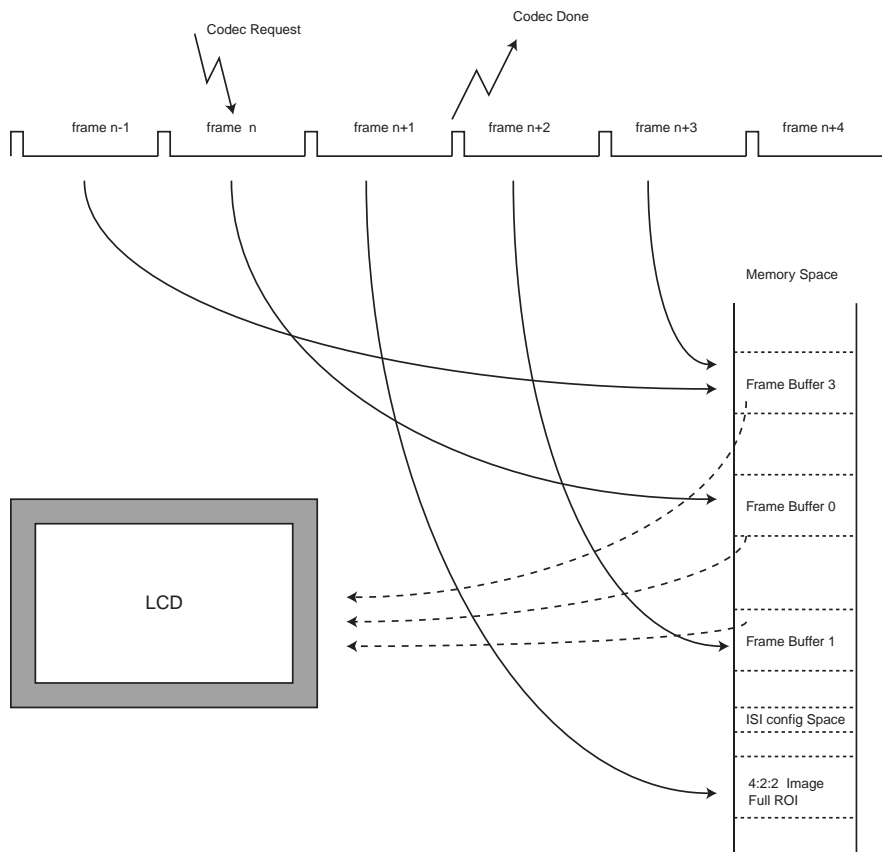 Codec Request
Codec Done
frame n-1
frame n
frame n+1
frame n+2
frame n+3
frame n+4
Memory Space
Frame Buffer 3
Frame Buffer 0
LCD
Frame Buffer 1
ISI config Space
4:2:2 Image
Full ROI